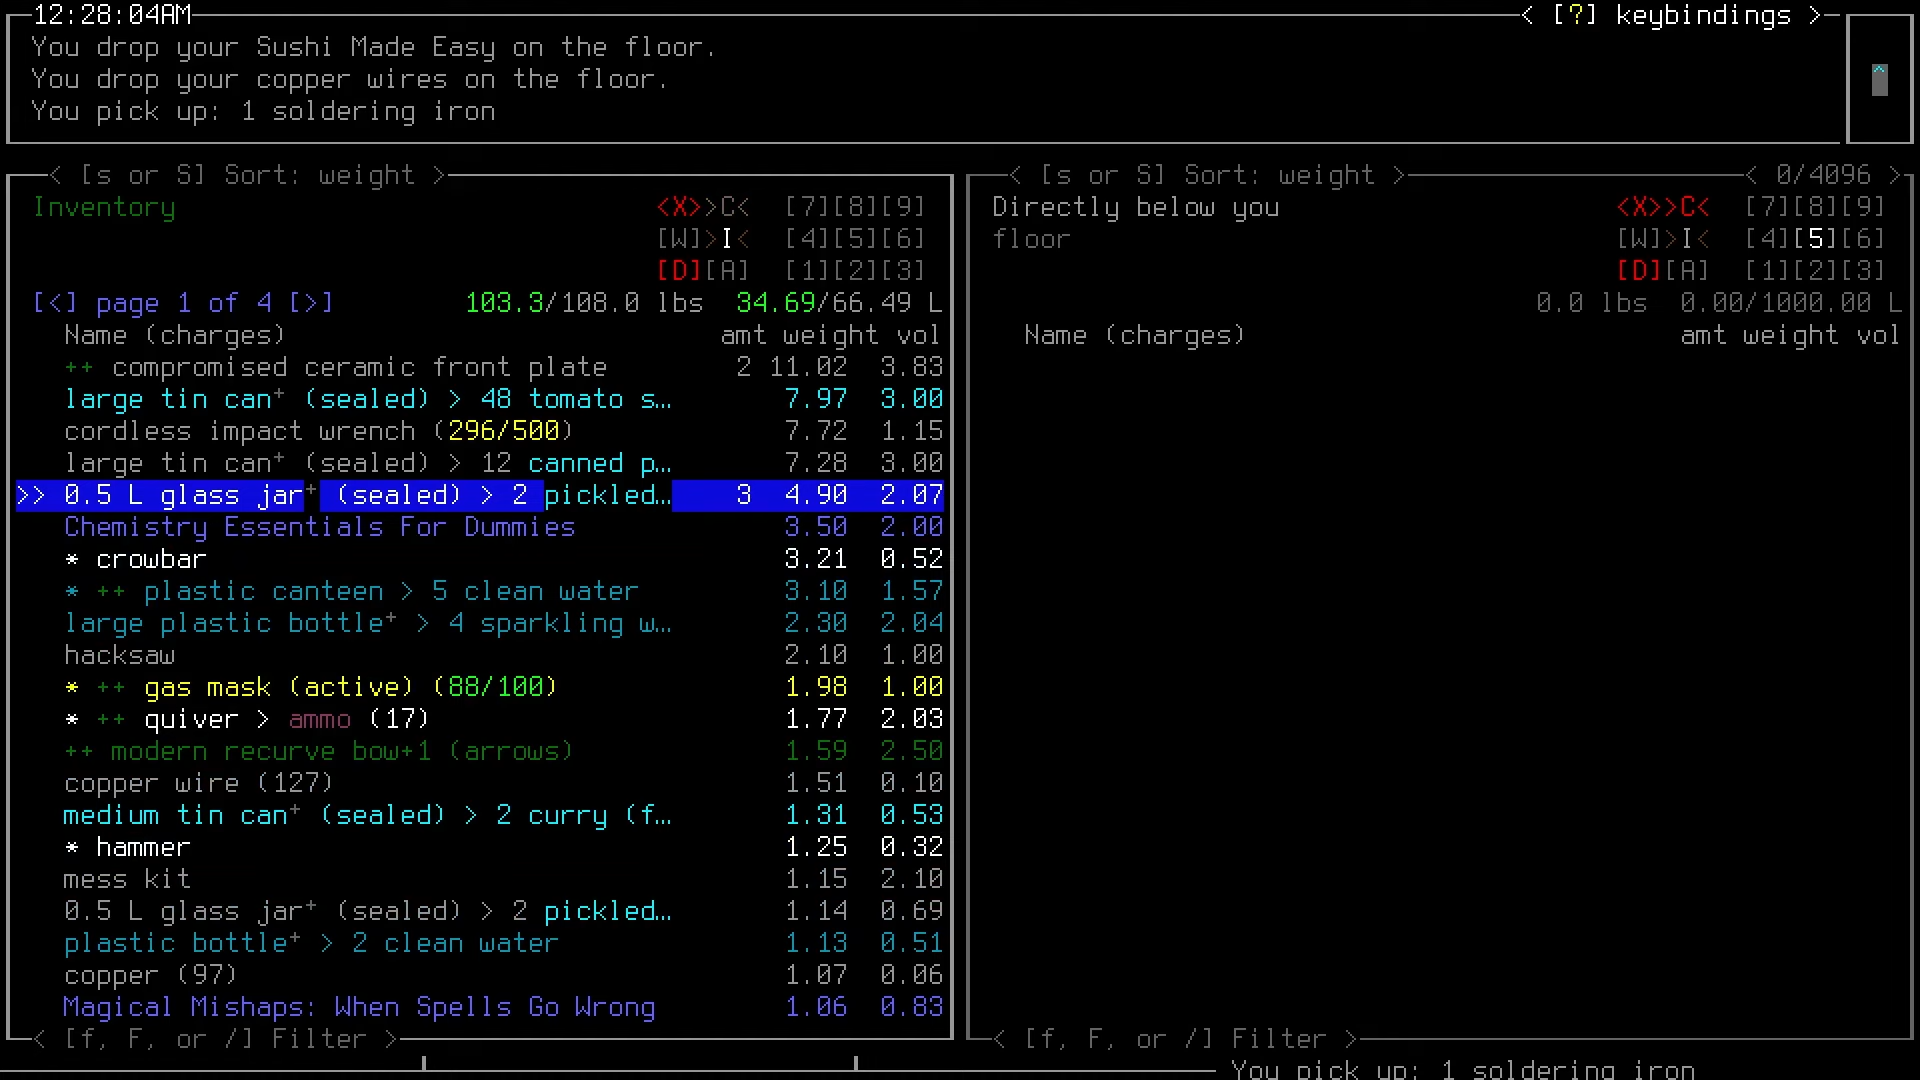 12:28:04AM < [?] keybindings >
You drop your Sushi Made Easy on the floor.
You drop your copper wires on the floor.
You pick up: 1 soldering iron
^
< [s or S] Sort: weight >
Inventory <X>>C< [7][8][9]
[W]>I< [4][5][6]
[D][A] [1][2][3]
[<] page 1 of 4 [>] 103.3/108.0 lbs 34.69/66.49 L
Name (charges) amt weight vol
++ compromised ceramic front plate 2 11.02 3.83
large tin can⁺ (sealed) > 48 tomato s… 7.97 3.00
cordless impact wrench (296/500) 7.72 1.15
large tin can⁺ (sealed) > 12 canned p… 7.28 3.00
>> 0.5 L glass jar⁺ (sealed) > 2 pickled… 3 4.90 2.07
Chemistry Essentials For Dummies 3.50 2.00
* crowbar 3.21 0.52
* ++ plastic canteen > 5 clean water 3.10 1.57
large plastic bottle⁺ > 4 sparkling w… 2.30 2.04
hacksaw 2.10 1.00
* ++ gas mask (active) (88/100) 1.98 1.00
* ++ quiver > ammo (17) 1.77 2.03
++ modern recurve bow+1 (arrows) 1.59 2.50
copper wire (127) 1.51 0.10
medium tin can⁺ (sealed) > 2 curry (f… 1.31 0.53
* hammer 1.25 0.32
mess kit 1.15 2.10
0.5 L glass jar⁺ (sealed) > 2 pickled… 1.14 0.69
plastic bottle⁺ > 2 clean water 1.13 0.51
copper (97) 1.07 0.06
Magical Mishaps: When Spells Go Wrong 1.06 0.83
< [f, F, or /] Filter >
< [s or S] Sort: weight > < 0/4096 >
Directly below you <X>>C< [7][8][9]
floor [W]>I< [4][5][6]
[D][A] [1][2][3]
0.0 lbs 0.00/1000.00 L
Name (charges) amt weight vol
< [f, F, or /] Filter >
You pick up: 1 soldering iron